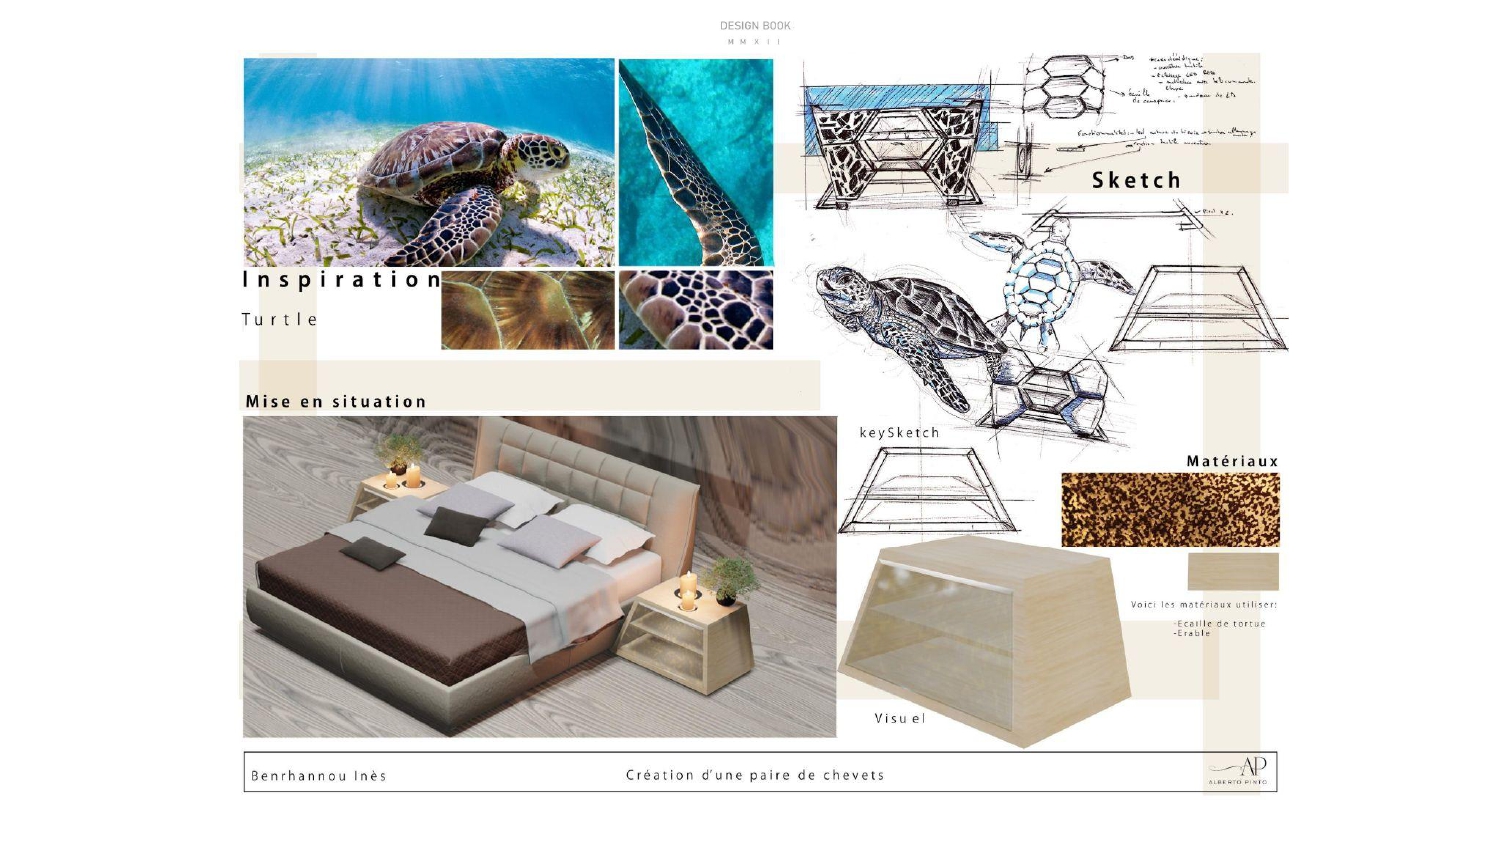 DESIGN BOOK
M M X I I
Inspiration
Turtle
Sketch
Mise en situation
keySketch
Matériaux
Voici les matériaux utiliser:
-Ecaille de tortue
-Erable
Visuel
Benrhannou Inès
Création d'une paire de chevets
AP
ALBERTO PINTO